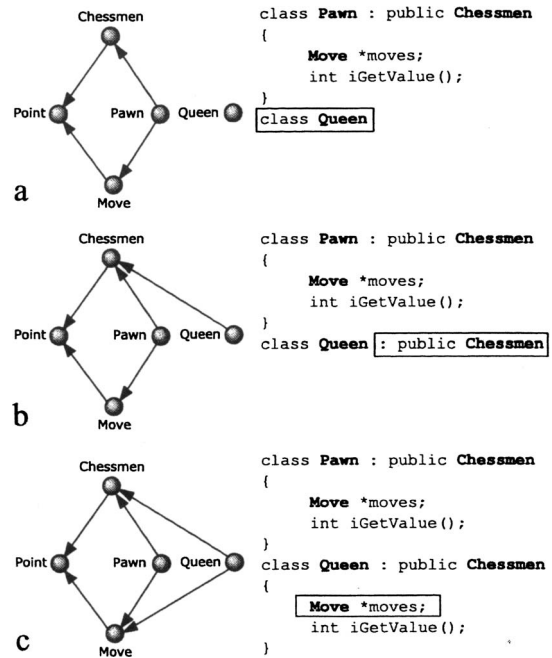 Chessmen
Point
Pawn
Queen
Move
a
class Pawn : public Chessmen
{
Move *moves;
int iGetValue();
}
class Queen
Chessmen
Point
Pawn
Queen
Move
b
class Pawn : public Chessmen
{
Move *moves;
int iGetValue();
}
class Queen : public Chessmen
Chessmen
Point
Pawn
Queen
Move
c
class Pawn : public Chessmen
{
Move *moves;
int iGetValue();
}
class Queen : public Chessmen
{
Move *moves;
int iGetValue();
}